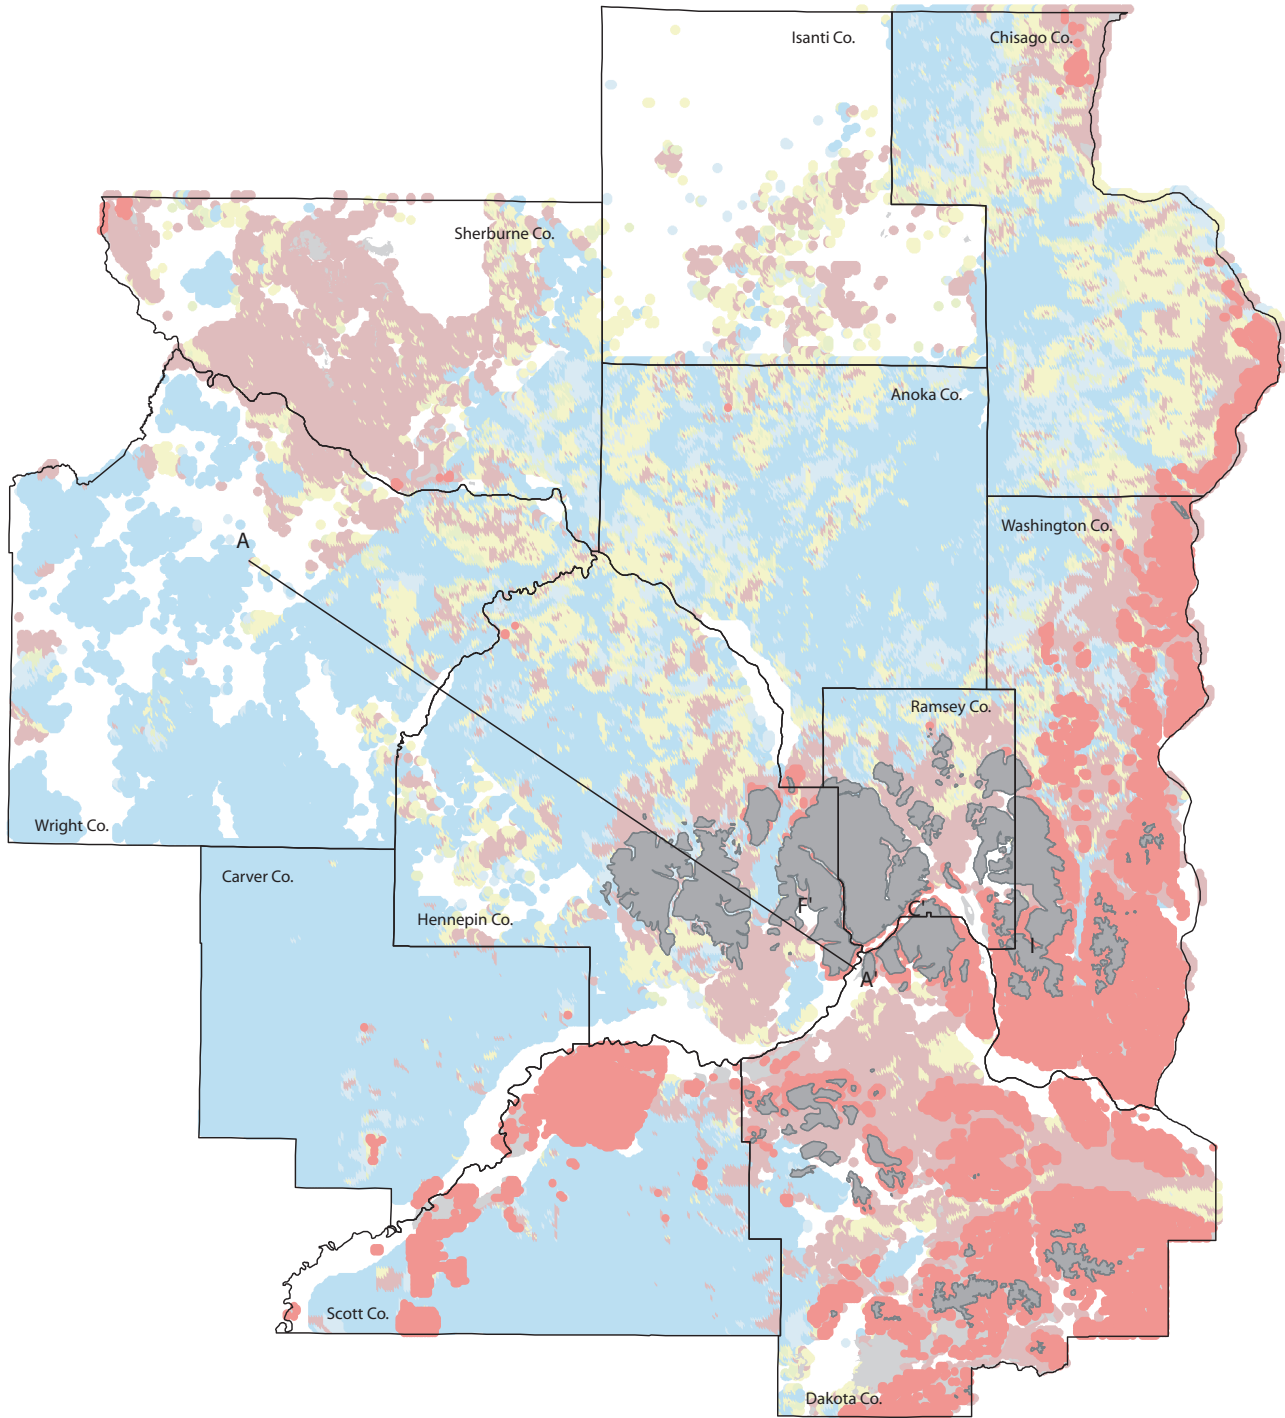 Isanti Co.
Chisago Co.
Sherburne Co.
Anoka Co.
Washington Co.
A
Ramsey Co.
Wright Co.
Carver Co.
Hennepin Co.
F'
C'
I
A'
Scott Co.
Dakota Co.